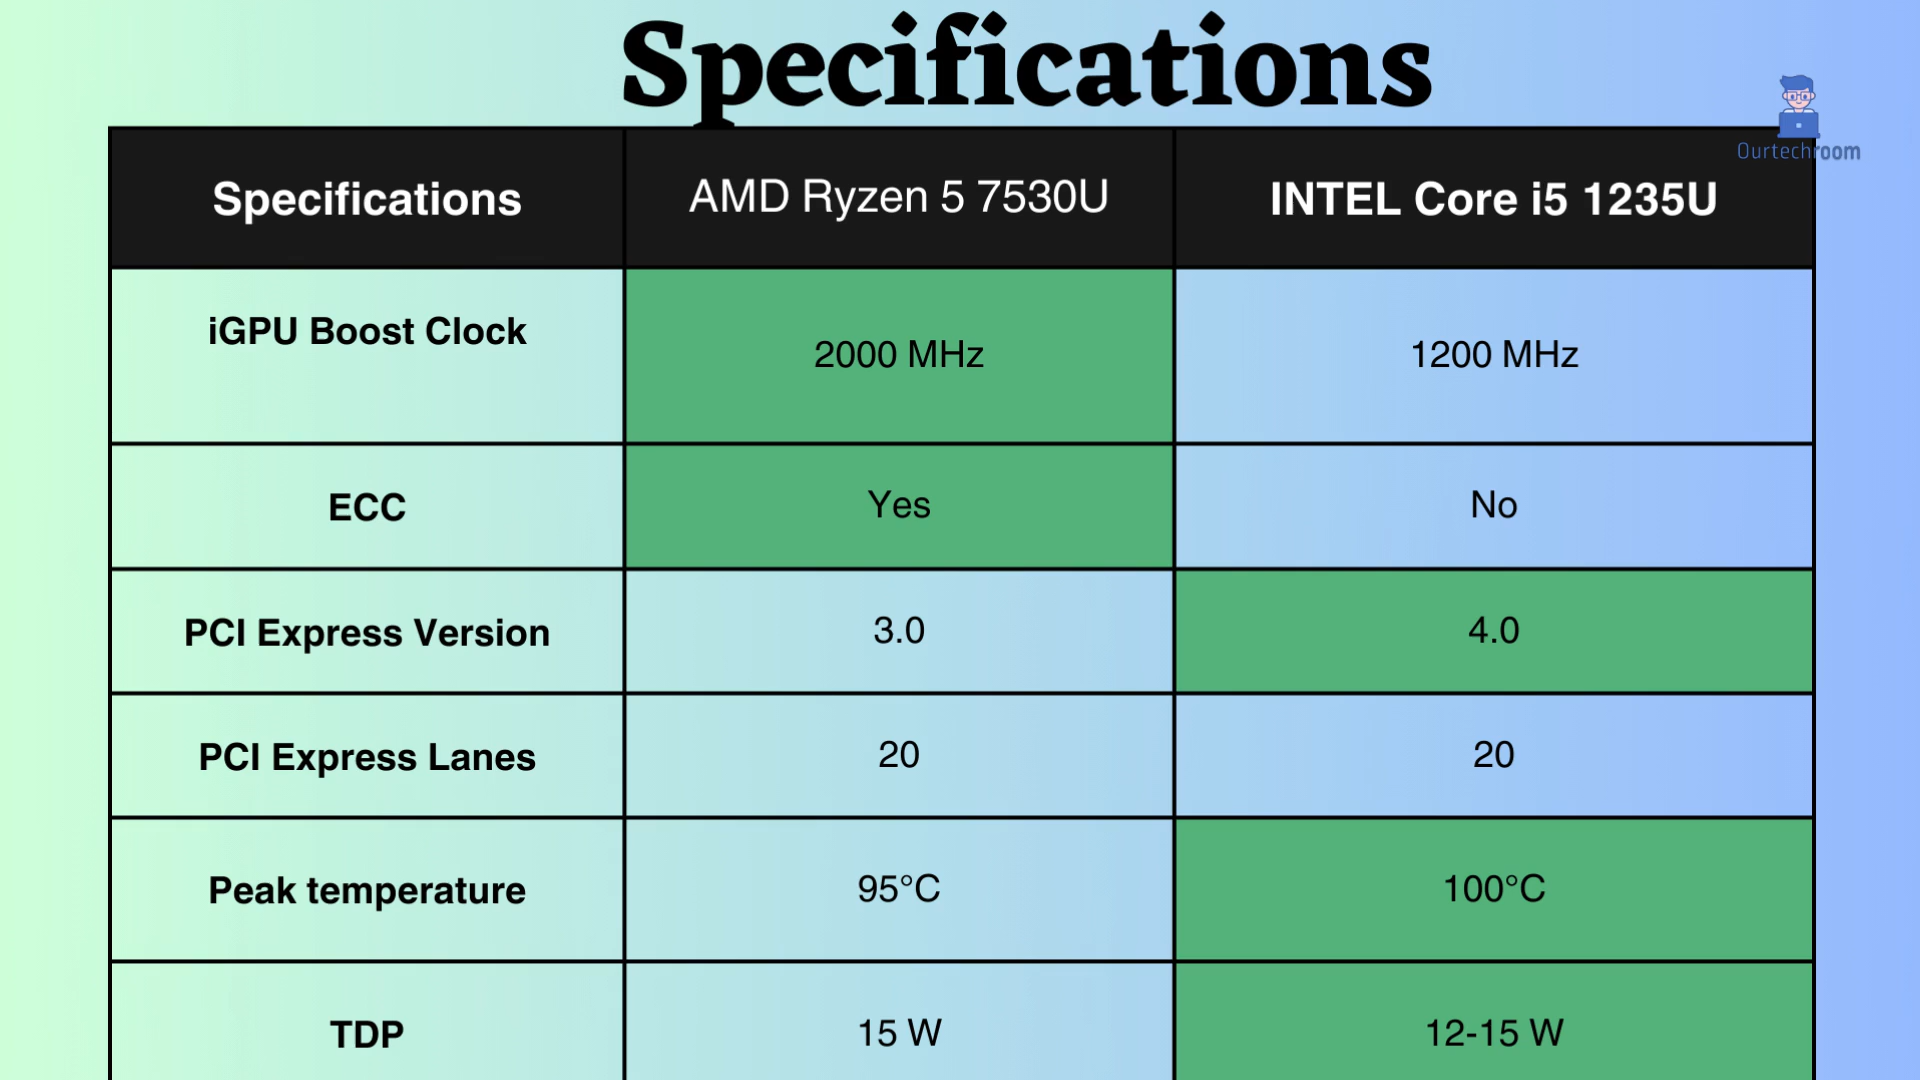 Specifications
Ourtechroom
Specifications AMD Ryzen 5 7530U INTEL Core i5 1235U
iGPU Boost Clock 2000 MHz 1200 MHz
ECC Yes No
PCI Express Version 3.0 4.0
PCI Express Lanes 20 20
Peak temperature 95°C 100°C
TDP 15 W 12-15 W